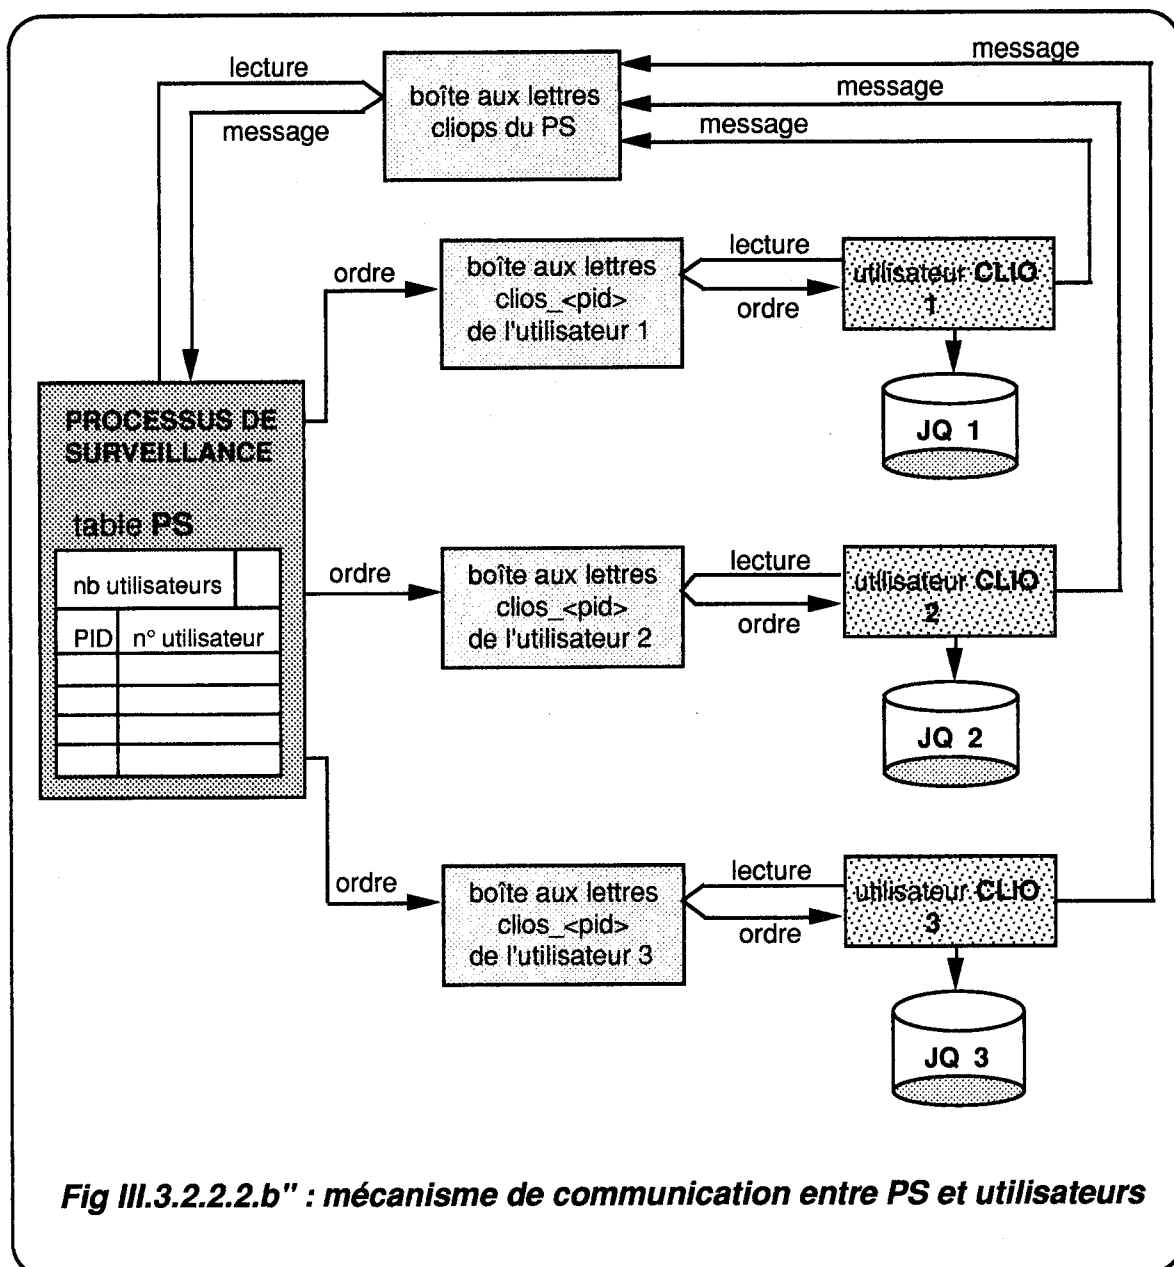 message
lecture
message
boîte aux lettres
cliops du PS
message
message
lecture
ordre
boîte aux lettres
clios_<pid>
de l'utilisateur 1
utilisateur CLIO
1
ordre
JQ 1
PROCESSUS DE
SURVEILLANCE
table PS
nb utilisateurs
PID n° utilisateur
ordre
boîte aux lettres
clios_<pid>
de l'utilisateur 2
lecture
ordre
utilisateur CLIO
2
JQ 2
ordre
boîte aux lettres
clios_<pid>
de l'utilisateur 3
lecture
ordre
utilisateur CLIO
3
JQ 3
Fig III.3.2.2.2.b" : mécanisme de communication entre PS et utilisateurs